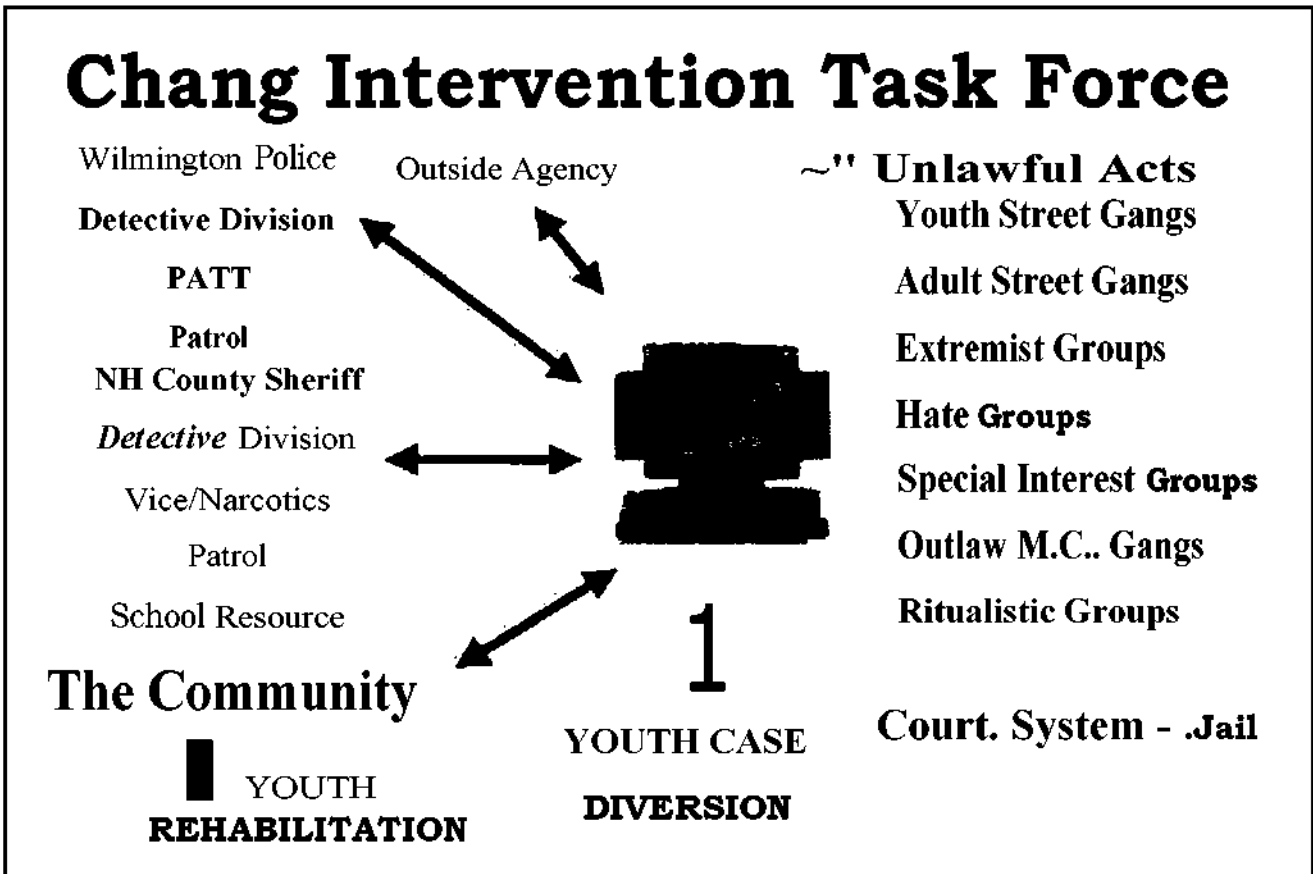 Chang Intervention Task Force
Wilmington Police
Detective Division
PATT
Patrol
NH County Sheriff
Detective Division
Vice/Narcotics
Patrol
School Resource
The Community
YOUTH
REHABILITATION
Outside Agency
1
YOUTH CASE
DIVERSION
~" Unlawful Acts
Youth Street Gangs
Adult Street Gangs
Extremist Groups
Hate Groups
Special Interest Groups
Outlaw M.C.. Gangs
Ritualistic Groups
Court. System - .Jail